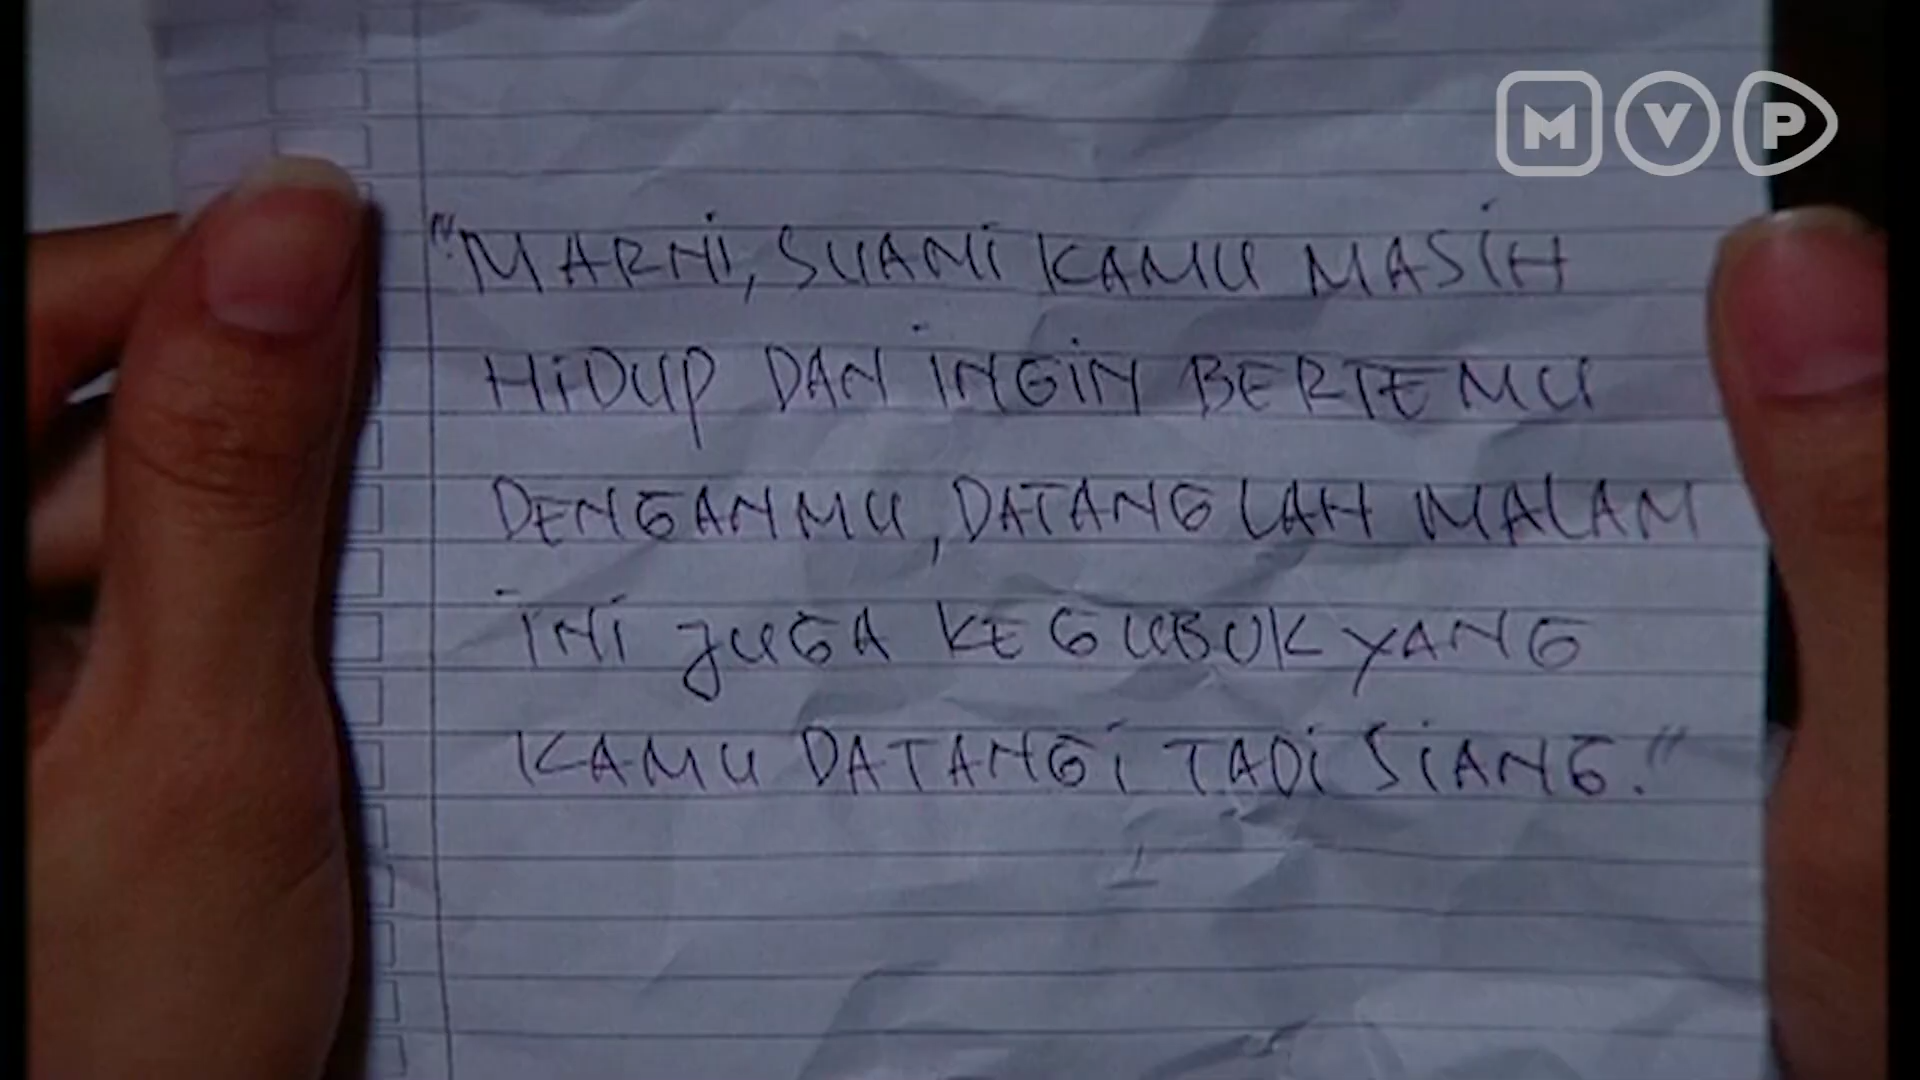 MVP
"MARNi, SUAMi KAMU MASiH
HiDUP DAN iNGiN BERTEMU
DENGANMU, DATANGLAH MALAM
iNi JUGA KE GUBUK YANG
KAMU DATANGi TADi SiANG."